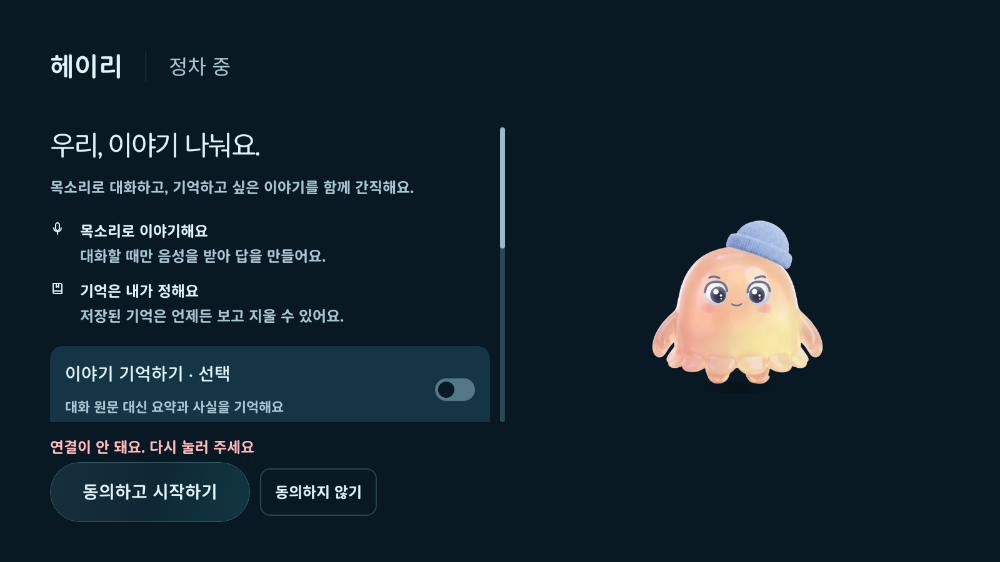 헤이리
정차 중
우리, 이야기 나눠요.
목소리로 대화하고, 기억하고 싶은 이야기를 함께 간직해요.
목소리로 이야기해요
대화할 때만 음성을 받아 답을 만들어요.
기억은 내가 정해요
저장된 기억은 언제든 보고 지울 수 있어요.
이야기 기억하기 · 선택
대화 원문 대신 요약과 사실을 기억해요
연결이 안 돼요. 다시 눌러 주세요
동의하고 시작하기
동의하지 않기